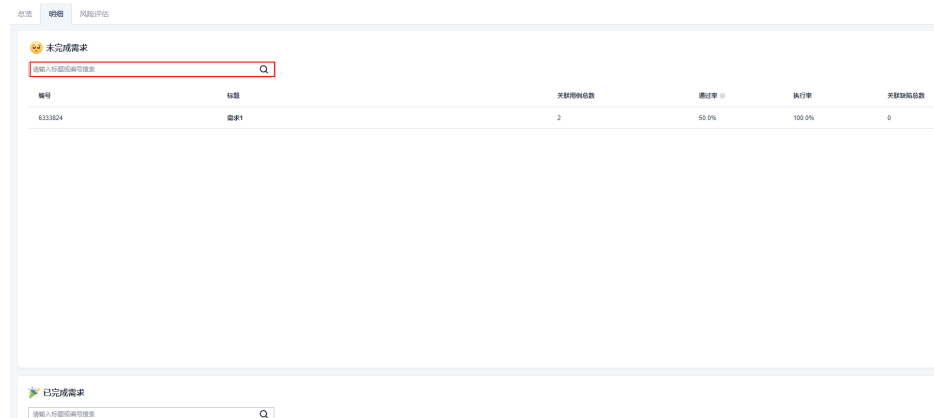 总览 明细 风险评估
未完成需求
请输入标题或编号搜索
编号 标题 关联用例总数 通过率 执行率 关联缺陷总数
6333824 需求1 2 50.0% 100.0% 0
已完成需求
请输入标题或编号搜索